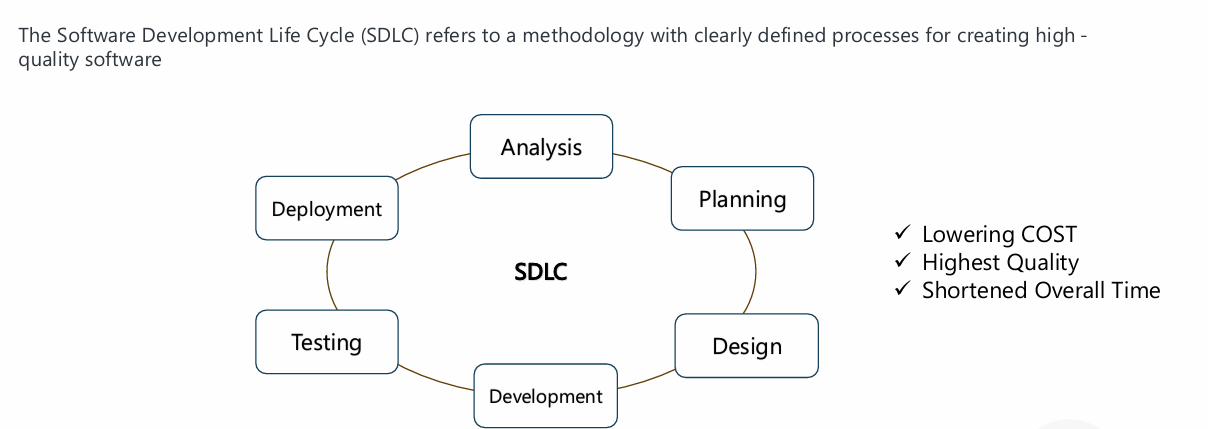 The Software Development Life Cycle (SDLC) refers to a methodology with clearly defined processes for creating high -
quality software
Analysis
Planning
Deployment
SDLC
✓ Lowering COST
✓ Highest Quality
✓ Shortened Overall Time
Testing
Design
Development